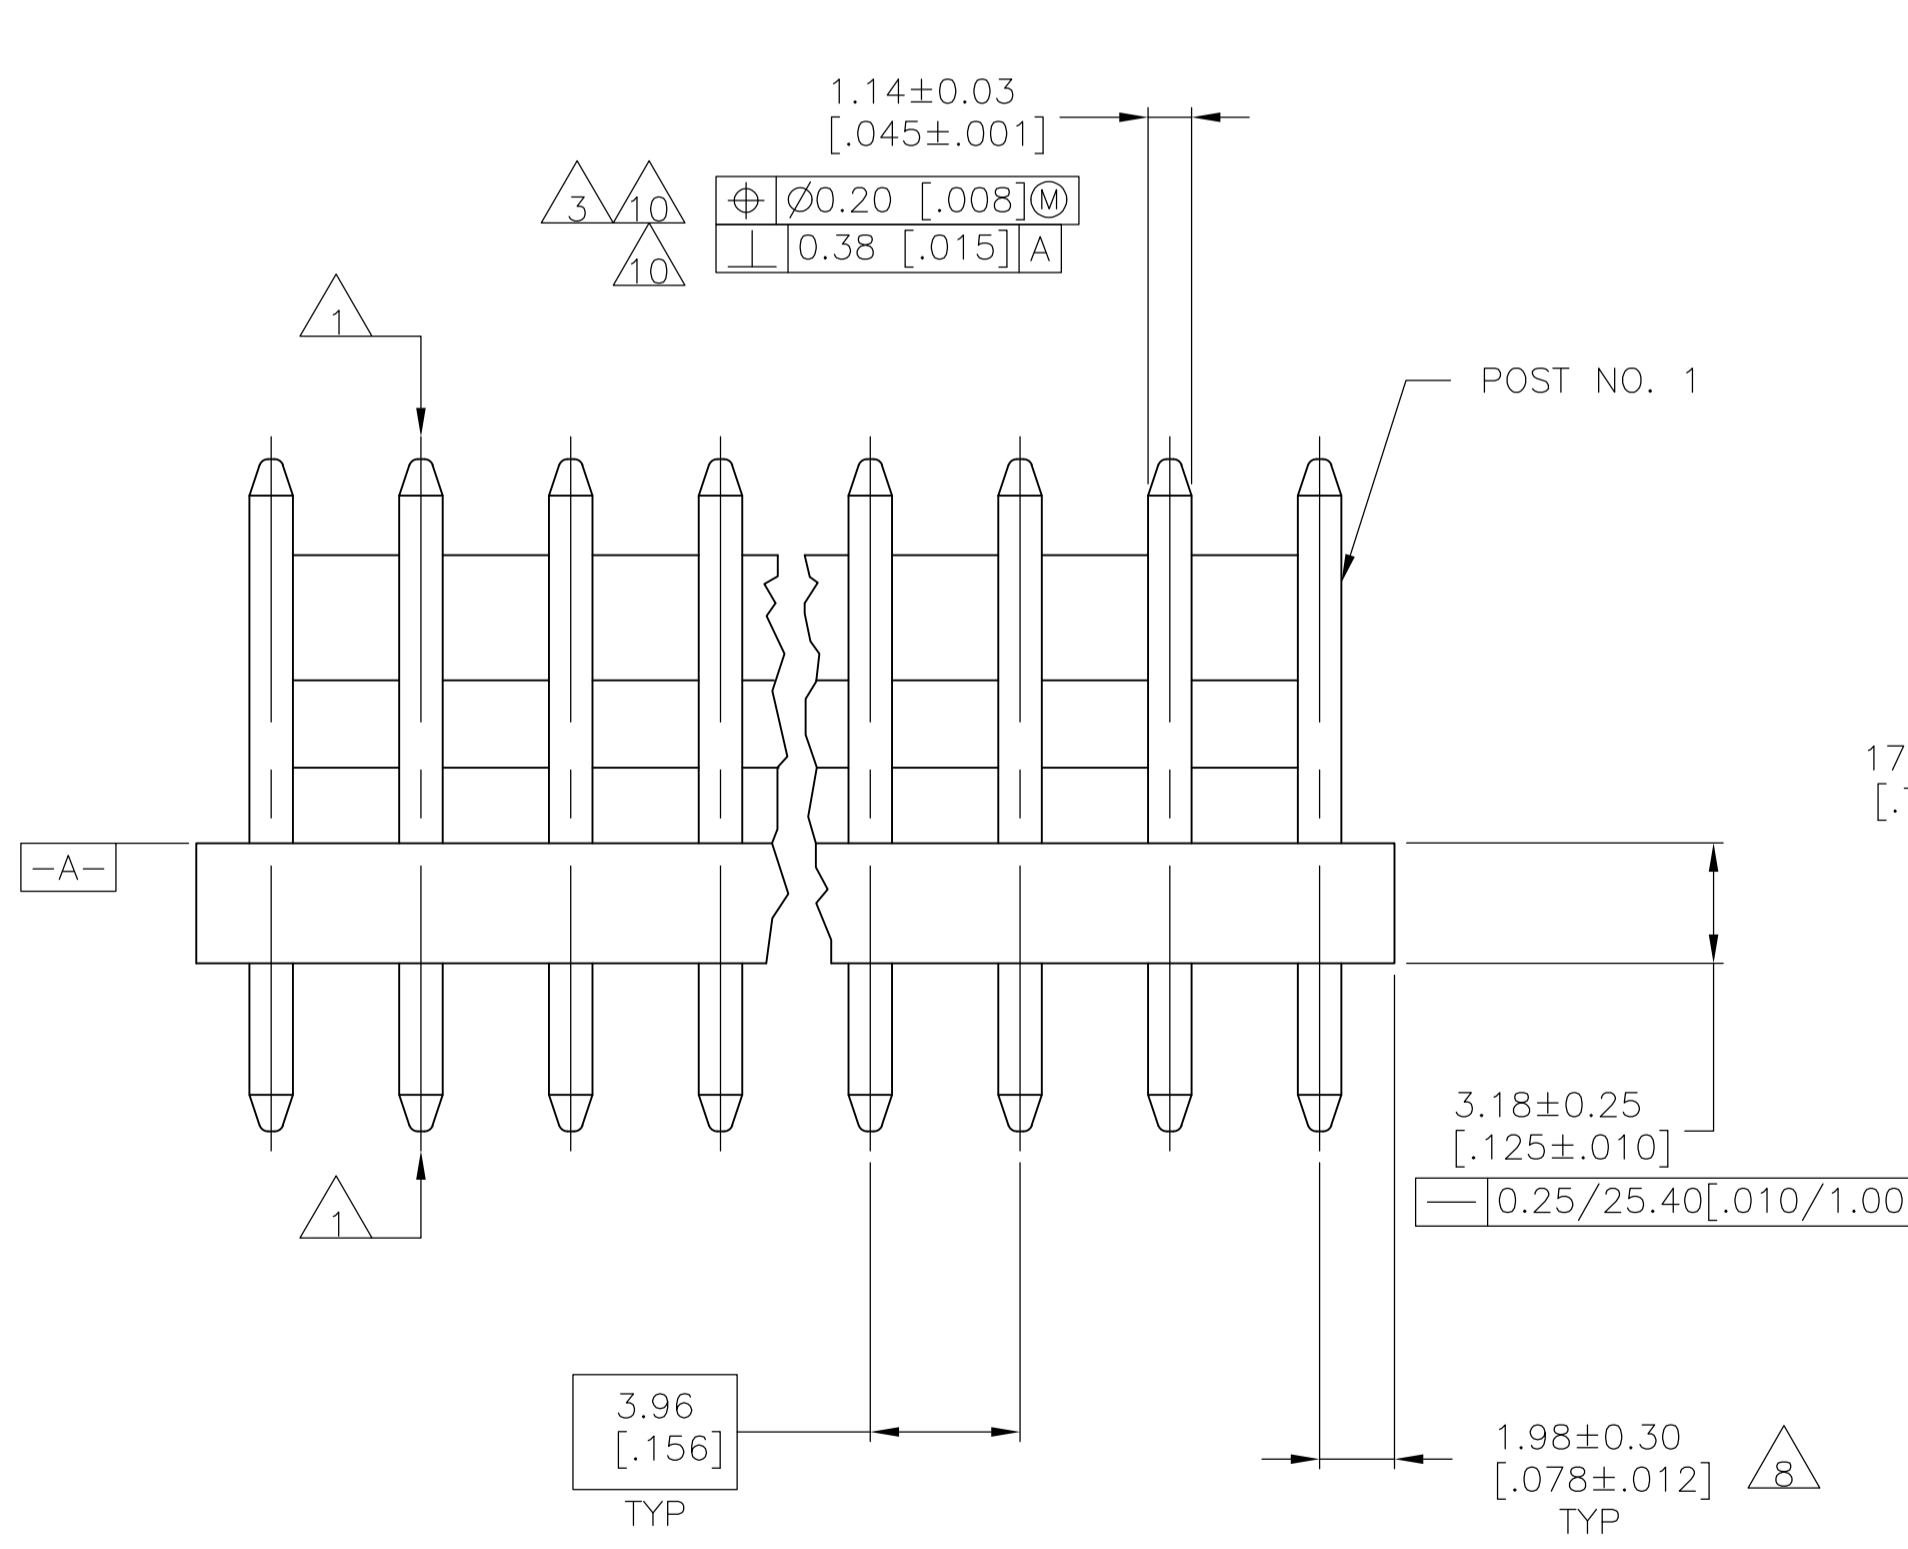 1.14±0.03
[.045±.001]
3 10 ⌖ Ø0.20 [.008]Ⓜ
10 ⟂ 0.38 [.015] A
1
POST NO. 1
17
[.
-A-
3.18±0.25
[.125±.010]
— 0.25/25.40[.010/1.00
1
3.96
[.156]
TYP
1.98±0.30
[.078±.012] 8
TYP